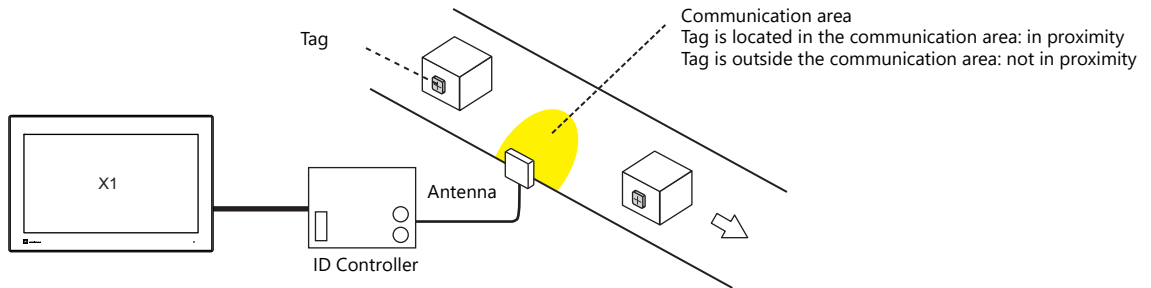 Communication area
Tag is located in the communication area: in proximity
Tag is outside the communication area: not in proximity
Tag
X1
Antenna
ID Controller